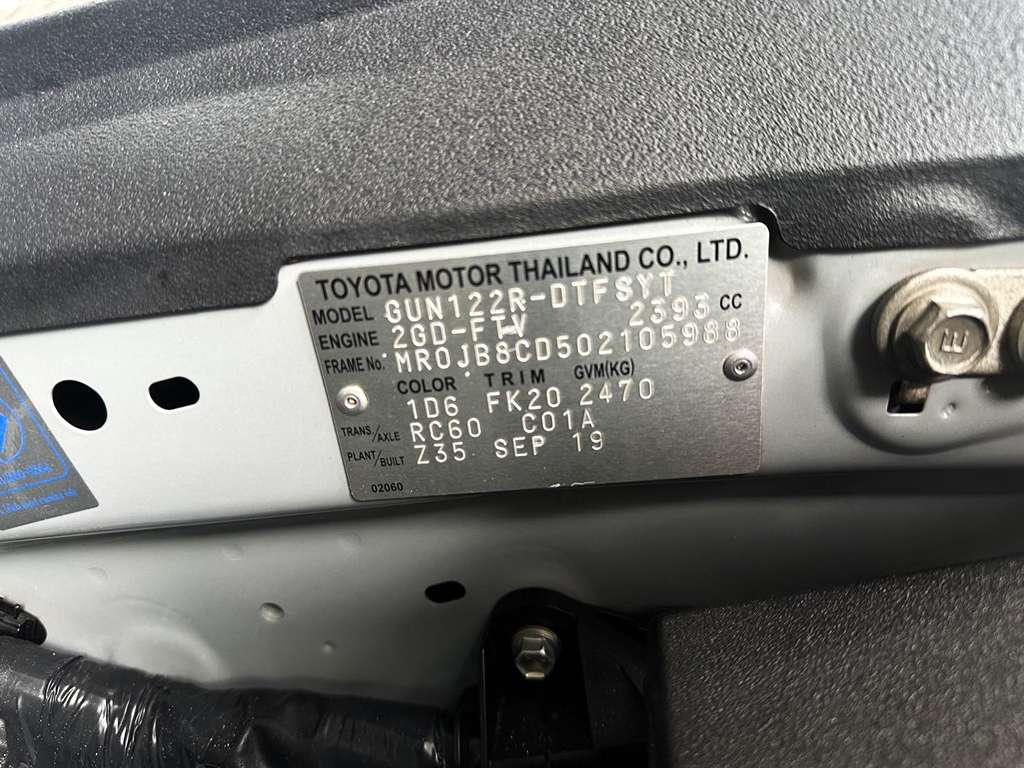 TOYOTA MOTOR THAILAND CO., LTD.
MODEL GUN122R-DTFSYT
ENGINE 2GD-FTV 2393 CC
FRAME No. MR0JB8CD502105988
COLOR TRIM GVM(KG)
1D6 FK20 2470
TRANS./AXLE RC60 C01A
PLANT/BUILT Z35 SEP 19
02060
E